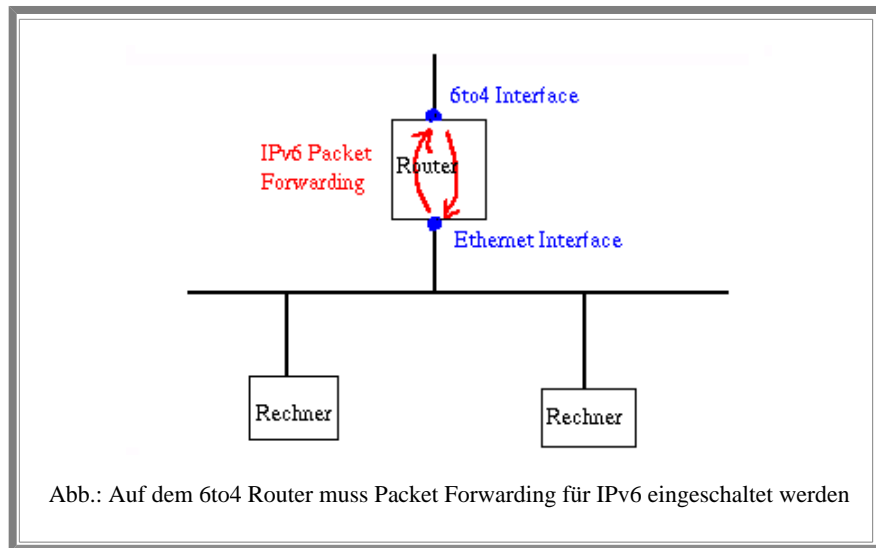 6to4 Interface
IPv6 Packet
Forwarding
Router
Ethernet Interface
Rechner
Rechner
Abb.: Auf dem 6to4 Router muss Packet Forwarding für IPv6 eingeschaltet werden